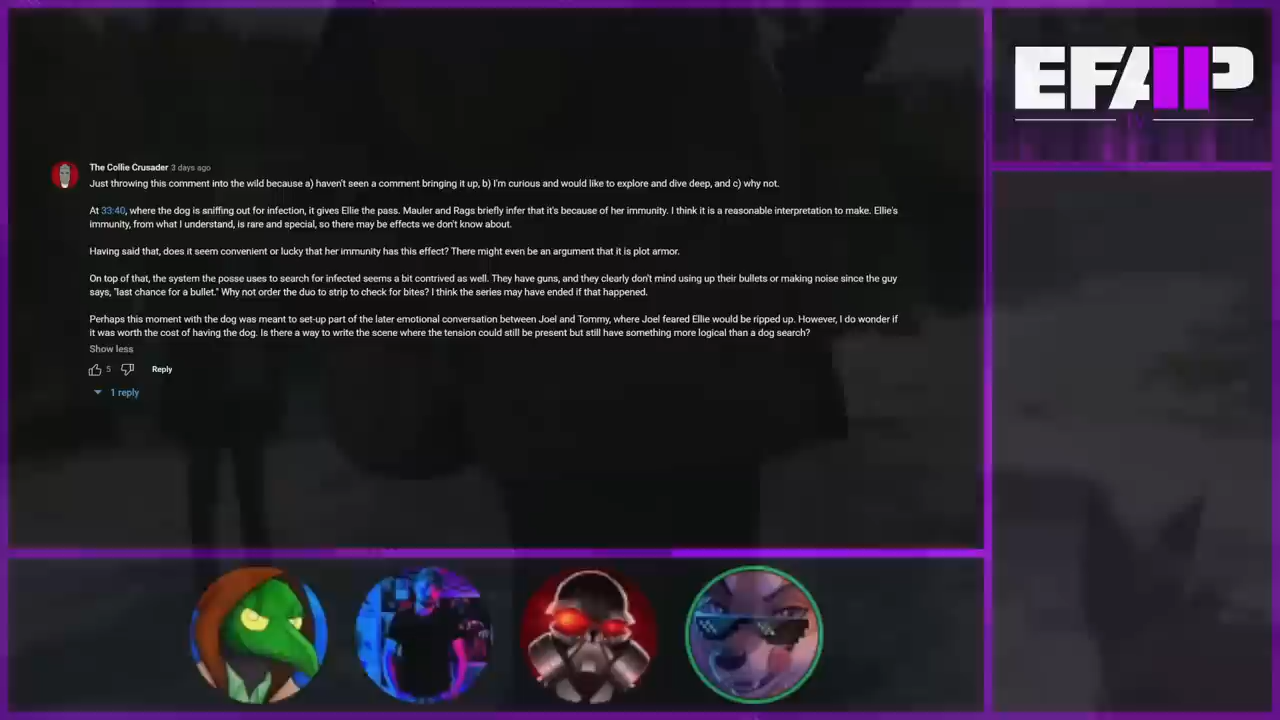 EFAP
IV
The Collie Crusader 3 days ago
Just throwing this comment into the wild because a) haven't seen a comment bringing it up, b) I'm curious and would like to explore and dive deep, and c) why not.
At 33:40, where the dog is sniffing out for infection, it gives Ellie the pass. Mauler and Rags briefly infer that it's because of her immunity. I think it is a reasonable interpretation to make. Ellie's
immunity, from what I understand, is rare and special, so there may be effects we don't know about.
Having said that, does it seem convenient or lucky that her immunity has this effect? There might even be an argument that it is plot armor.
On top of that, the system the posse uses to search for infected seems a bit contrived as well. They have guns, and they clearly don't mind using up their bullets or making noise since the guy
says, "last chance for a bullet." Why not order the duo to strip to check for bites? I think the series may have ended if that happened.
Perhaps this moment with the dog was meant to set-up part of the later emotional conversation between Joel and Tommy, where Joel feared Ellie would be ripped up. However, I do wonder if
it was worth the cost of having the dog. Is there a way to write the scene where the tension could still be present but still have something more logical than a dog search?
Show less
5 Reply
1 reply